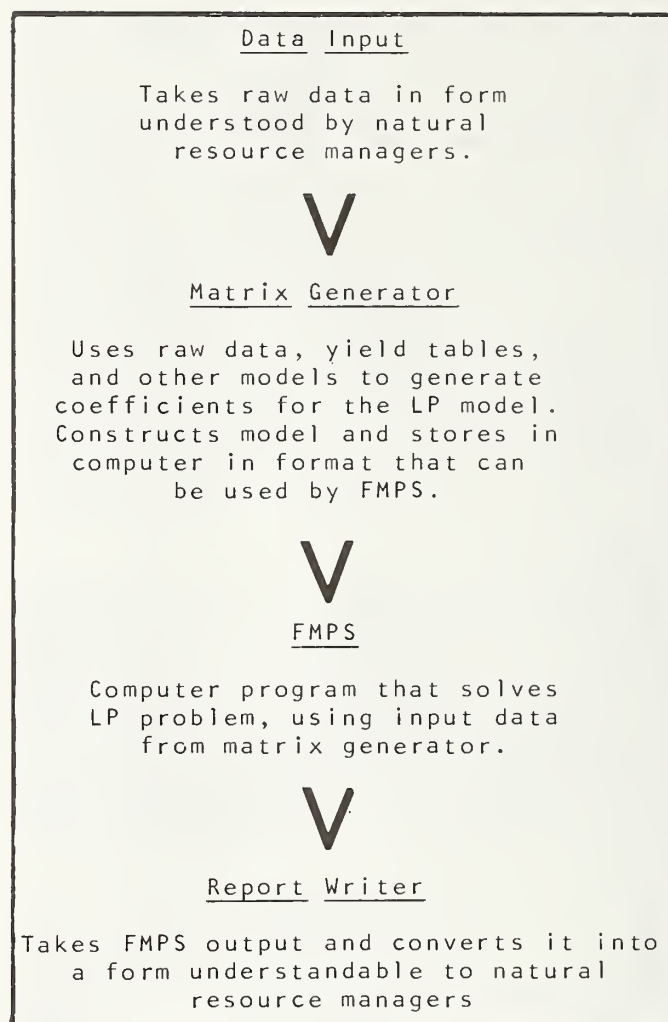 Data Input
Takes raw data in form
understood by natural
resource managers.
Matrix Generator
Uses raw data, yield tables,
and other models to generate
coefficients for the LP model.
Constructs model and stores in
computer in format that can
be used by FMPS.
FMPS
Computer program that solves
LP problem, using input data
from matrix generator.
Report Writer
Takes FMPS output and converts it into
a form understandable to natural
resource managers